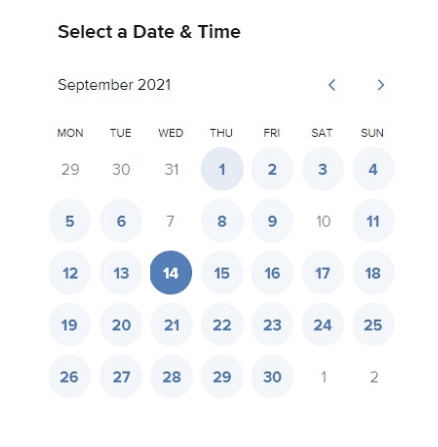 Select a Date & Time
September 2021
MON TUE WED THU FRI SAT SUN
29 30 31 1 2 3 4
5 6 7 8 9 10 11
12 13 14 15 16 17 18
19 20 21 22 23 24 25
26 27 28 29 30 1 2